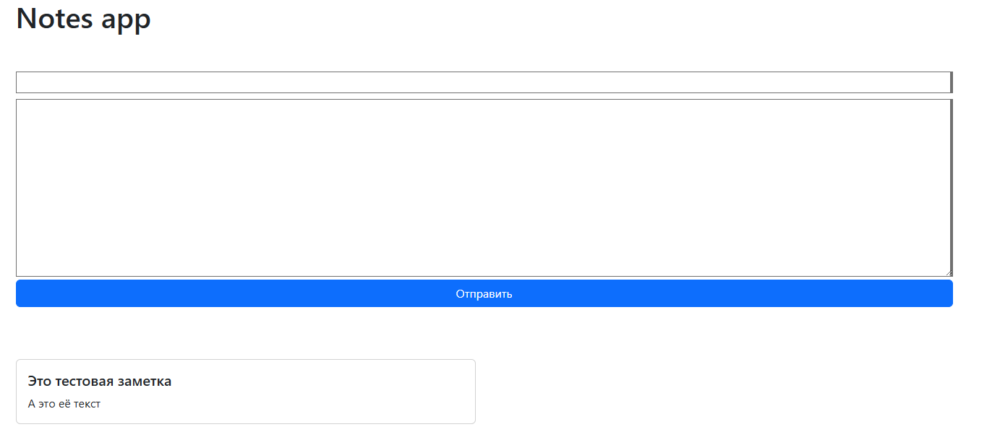 Notes app
Отправить
Это тестовая заметка
А это её текст